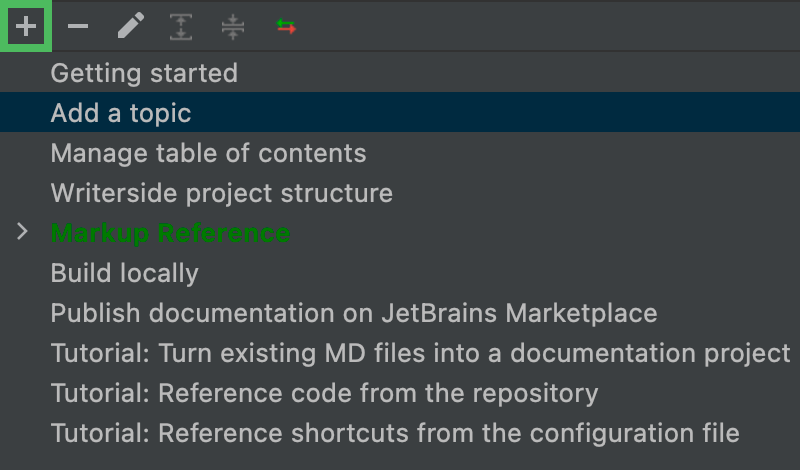 Getting started
Add a topic
Manage table of contents
Writerside project structure
Markup Reference
Build locally
Publish documentation on JetBrains Marketplace
Tutorial: Turn existing MD files into a documentation project
Tutorial: Reference code from the repository
Tutorial: Reference shortcuts from the configuration file